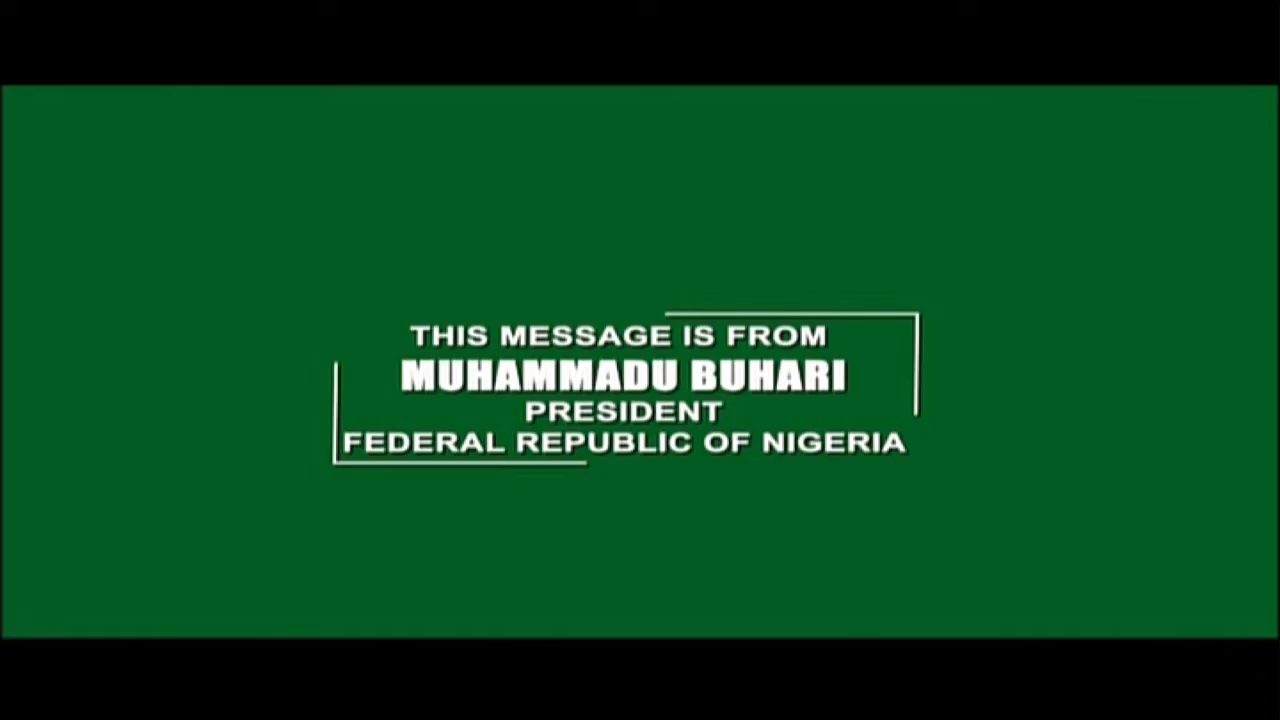 THIS MESSAGE IS FROM
MUHAMMADU BUHARI
PRESIDENT
FEDERAL REPUBLIC OF NIGERIA